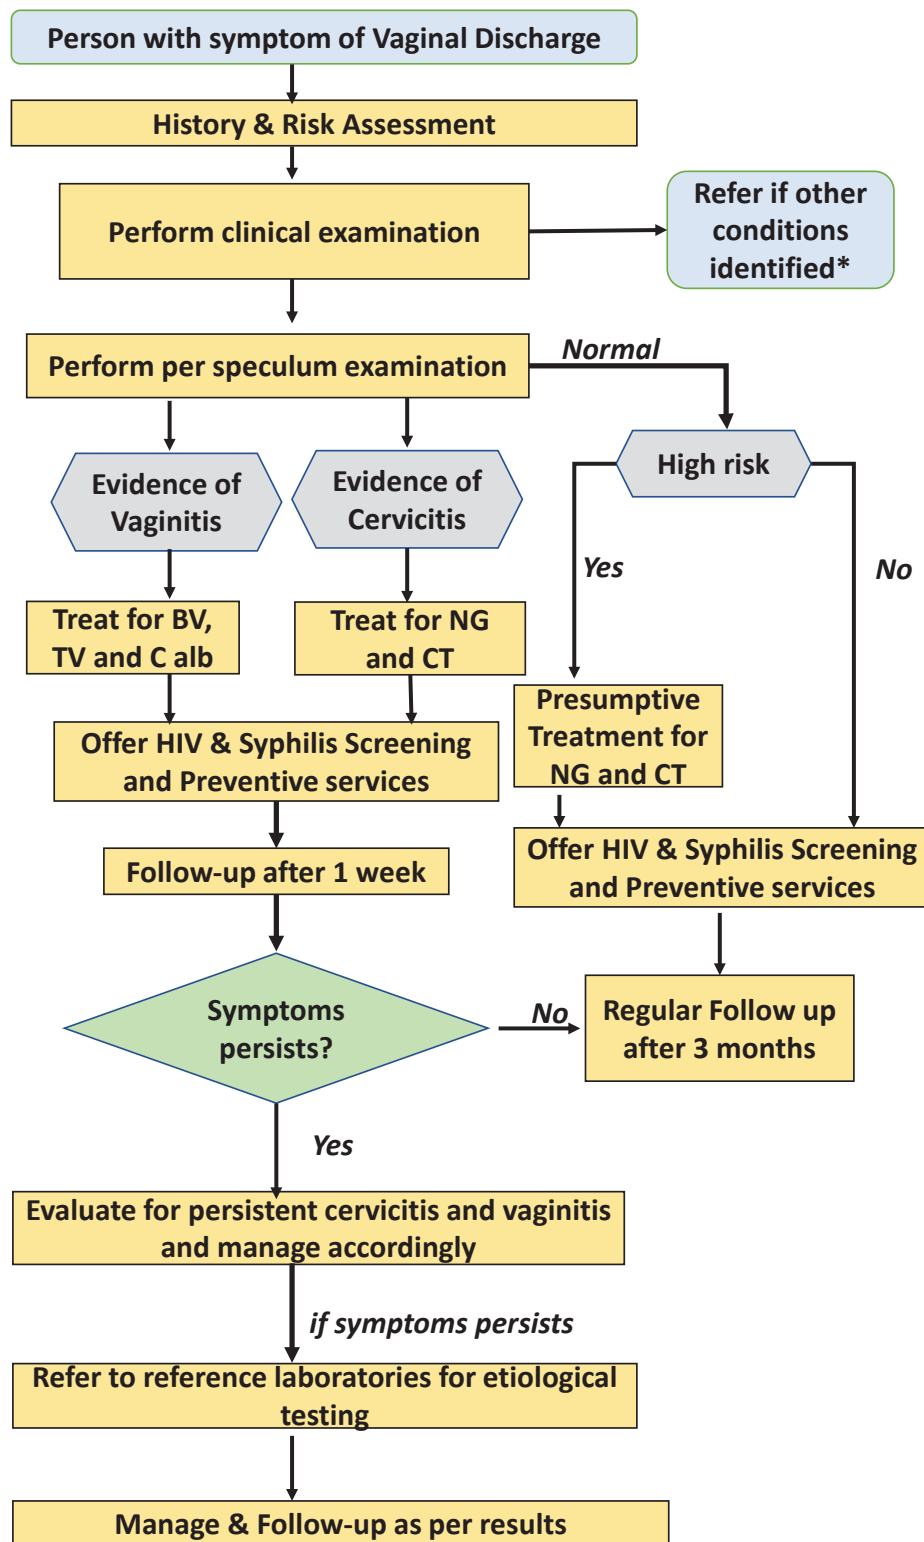 Person with symptom of Vaginal Discharge
History & Risk Assessment
Perform clinical examination
Refer if other
conditions
identified*
Perform per speculum examination
Normal
High risk
Evidence of
Vaginitis
Evidence of
Cervicitis
Yes
No
Treat for BV,
TV and C alb
Treat for NG
and CT
Presumptive
Treatment for
NG and CT
Offer HIV & Syphilis Screening
and Preventive services
Offer HIV & Syphilis Screening
and Preventive services
Follow-up after 1 week
Symptoms
persists?
No
Regular Follow up
after 3 months
Yes
Evaluate for persistent cervicitis and vaginitis
and manage accordingly
if symptoms persists
Refer to reference laboratories for etiological
testing
Manage & Follow-up as per results